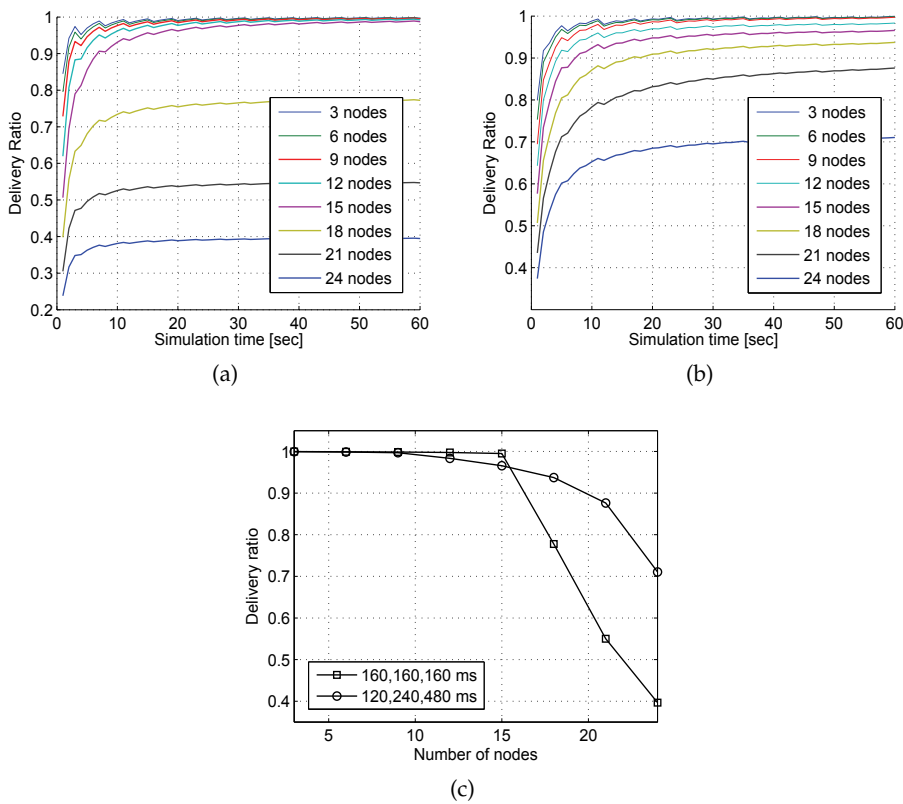 1
0.9
0.8
0.7
0.6
0.5
0.4
0.3
0.2
Delivery Ratio
3 nodes
6 nodes
9 nodes
12 nodes
15 nodes
18 nodes
21 nodes
24 nodes
0 10 20 30 40 50 60
Simulation time [sec]
(a)
1
0.9
0.8
0.7
0.6
0.5
0.4
Delivery Ratio
3 nodes
6 nodes
9 nodes
12 nodes
15 nodes
18 nodes
21 nodes
24 nodes
0 10 20 30 40 50 60
Simulation time [sec]
(b)
1
0.9
0.8
0.7
0.6
0.5
0.4
Delivery ratio
160,160,160 ms
120,240,480 ms
5 10 15 20
Number of nodes
(c)